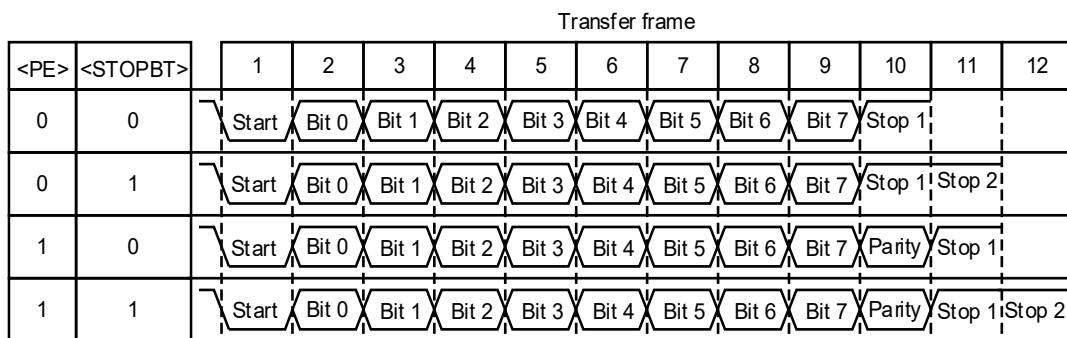 Transfer frame
<PE> <STOPBT> 1 2 3 4 5 6 7 8 9 10 11 12
0 0 Start Bit 0 Bit 1 Bit 2 Bit 3 Bit 4 Bit 5 Bit 6 Bit 7 Stop 1
0 1 Start Bit 0 Bit 1 Bit 2 Bit 3 Bit 4 Bit 5 Bit 6 Bit 7 Stop 1 Stop 2
1 0 Start Bit 0 Bit 1 Bit 2 Bit 3 Bit 4 Bit 5 Bit 6 Bit 7 Parity Stop 1
1 1 Start Bit 0 Bit 1 Bit 2 Bit 3 Bit 4 Bit 5 Bit 6 Bit 7 Parity Stop 1 Stop 2